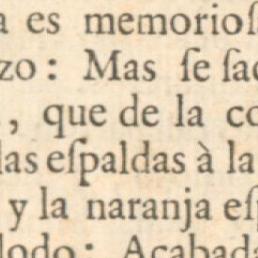 a es memorioſ
zo: Mas ſe ſac
, que de la co
las eſpaldas à la
y la naranja eſ
lodo: Acabada